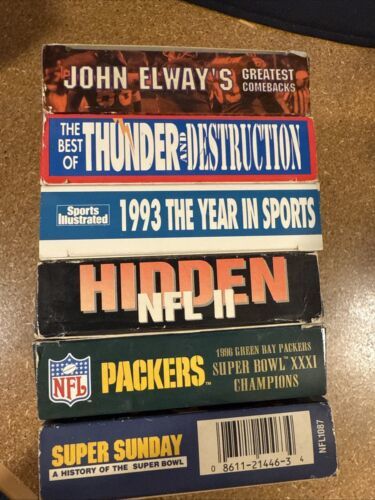 JOHN ELWAY'S GREATEST
COMEBACKS
THE BEST OF THUNDER AND DESTRUCTION
Sports Illustrated 1993 THE YEAR IN SPORTS
HIDDEN
NFL II
NFL PACKERS
1996 GREEN BAY PACKERS
SUPER BOWL XXXI
CHAMPIONS
SUPER SUNDAY
A HISTORY OF THE SUPER BOWL
0 8611-21446-3 4
NFL1087